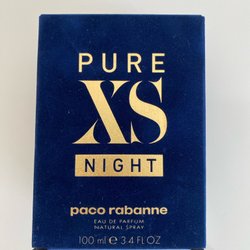 PURE
XS
NIGHT
paco rabanne
EAU DE PARFUM
NATURAL SPRAY
100 ml ℮ 3.4 FL OZ